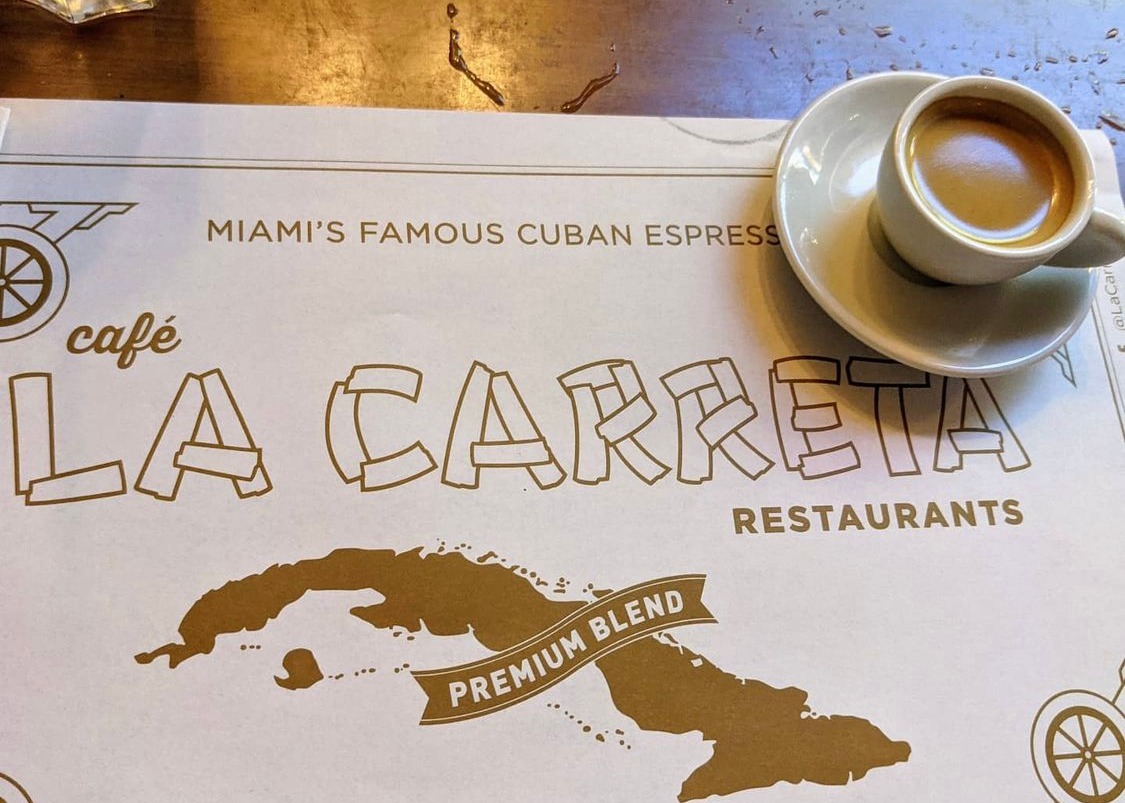 MIAMI'S FAMOUS CUBAN ESPRESS
café
LA CARRETA
RESTAURANTS
PREMIUM BLEND